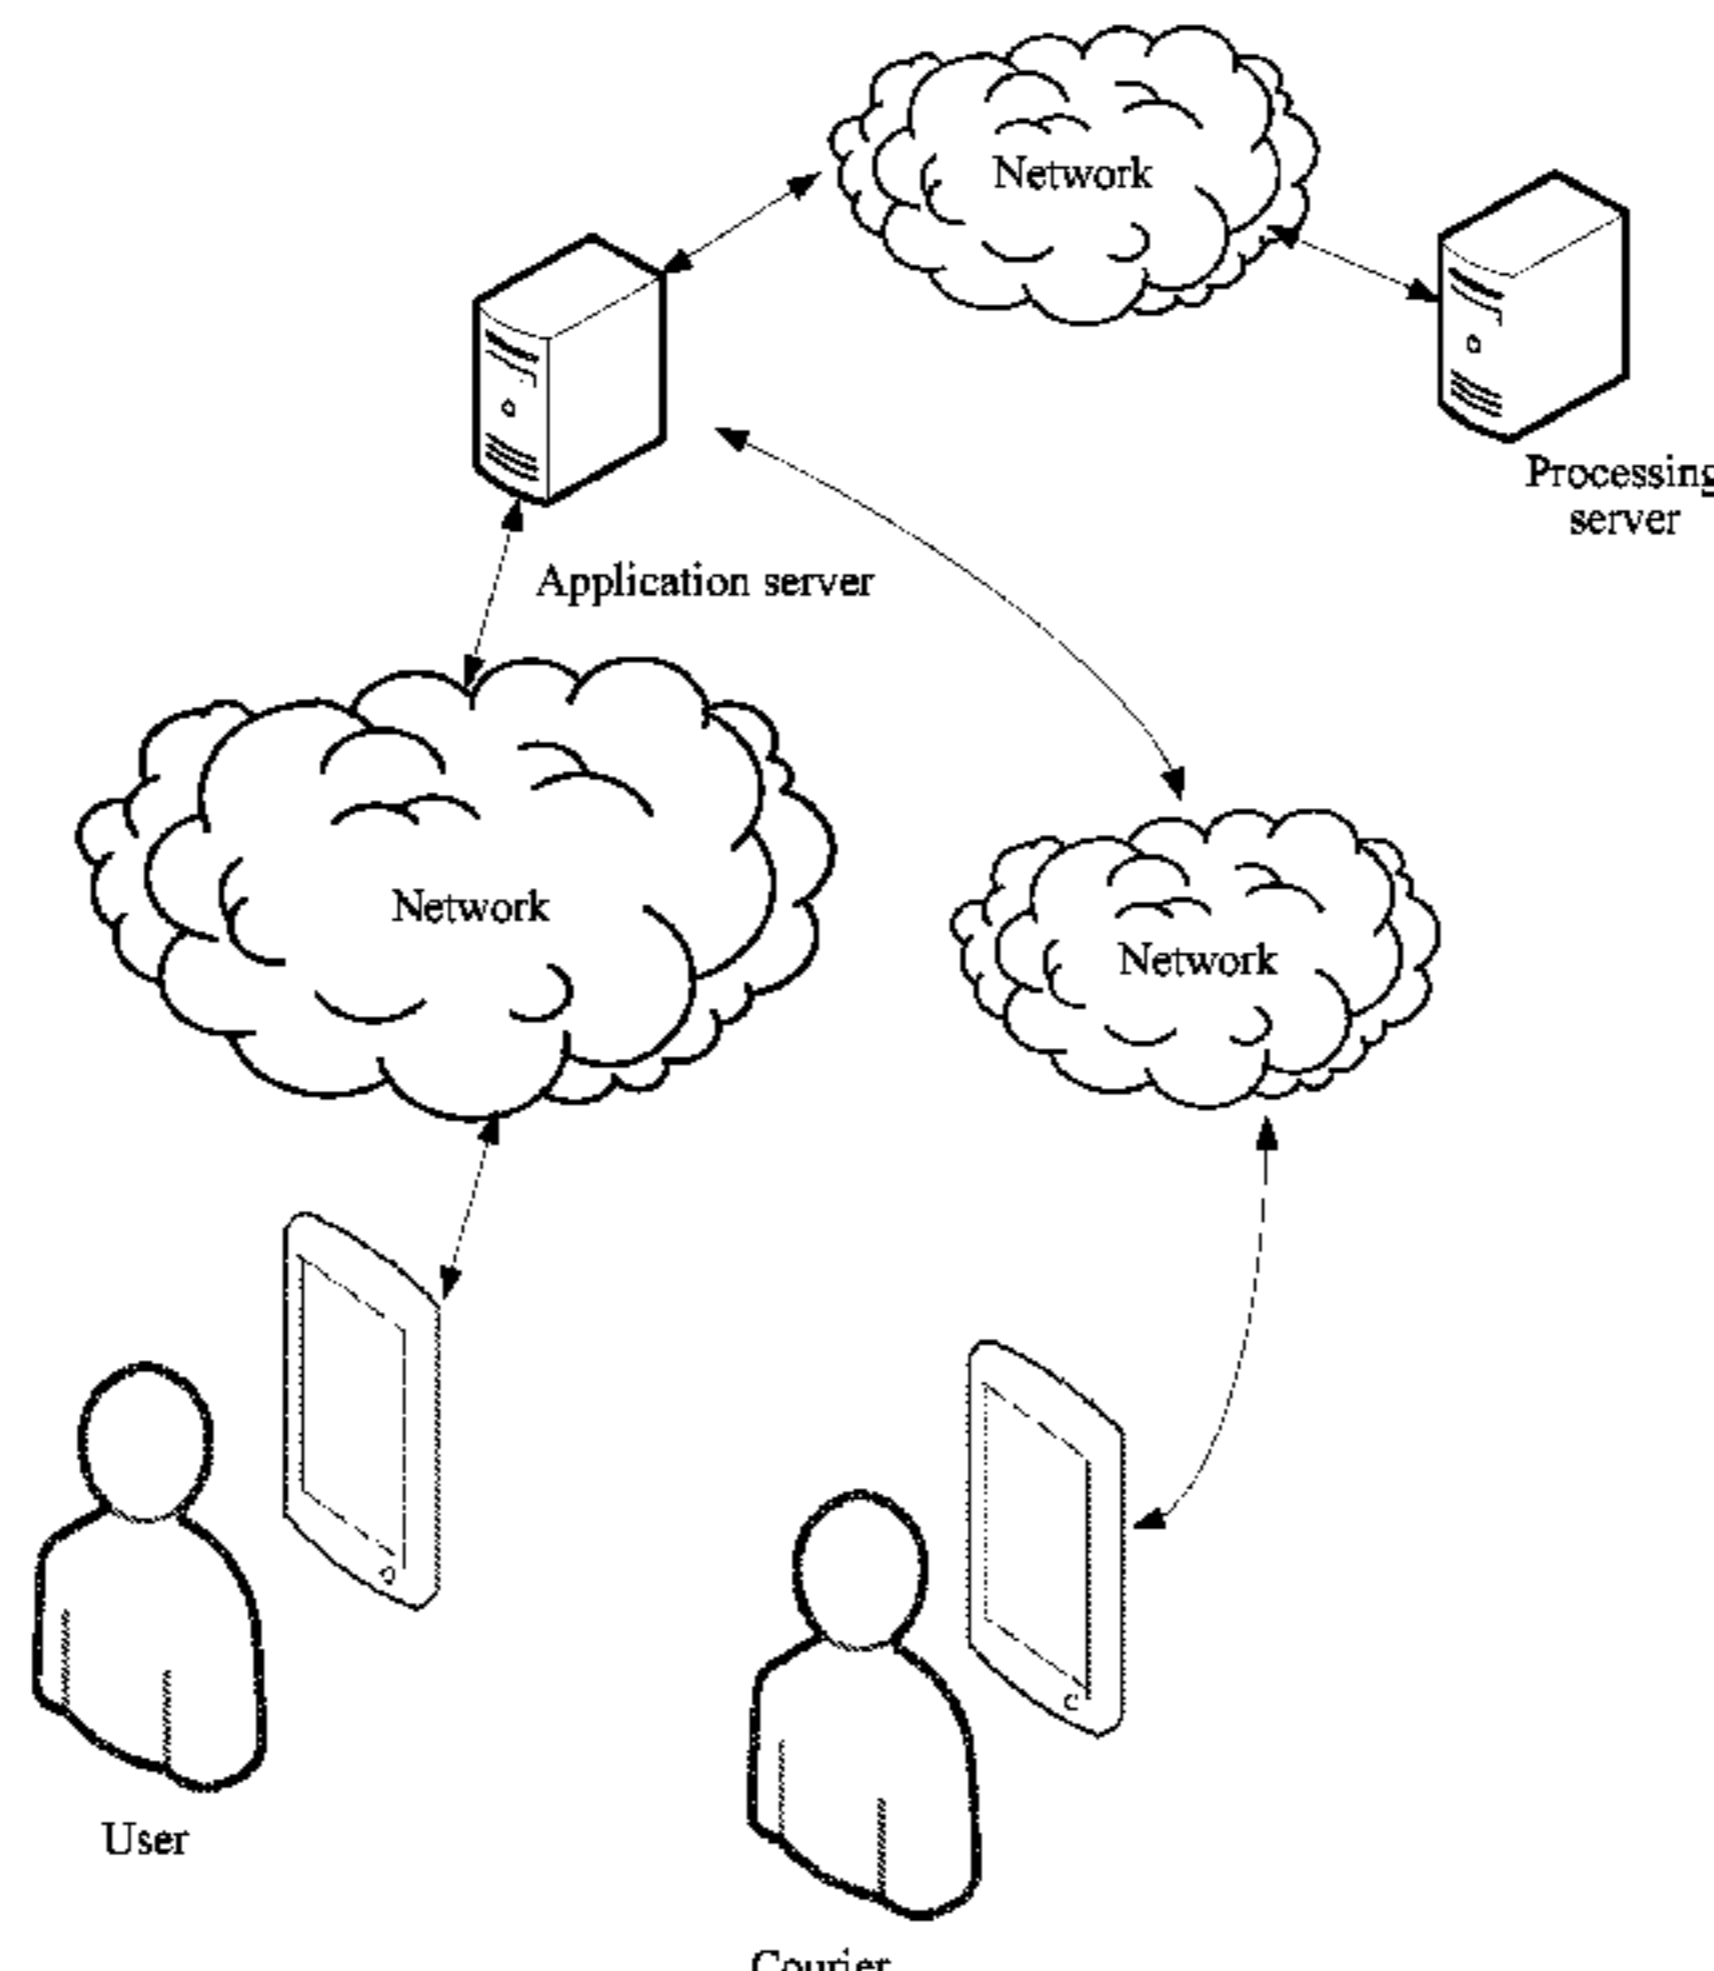 Network
Processing
server
Application server
Network
Network
User
Courier